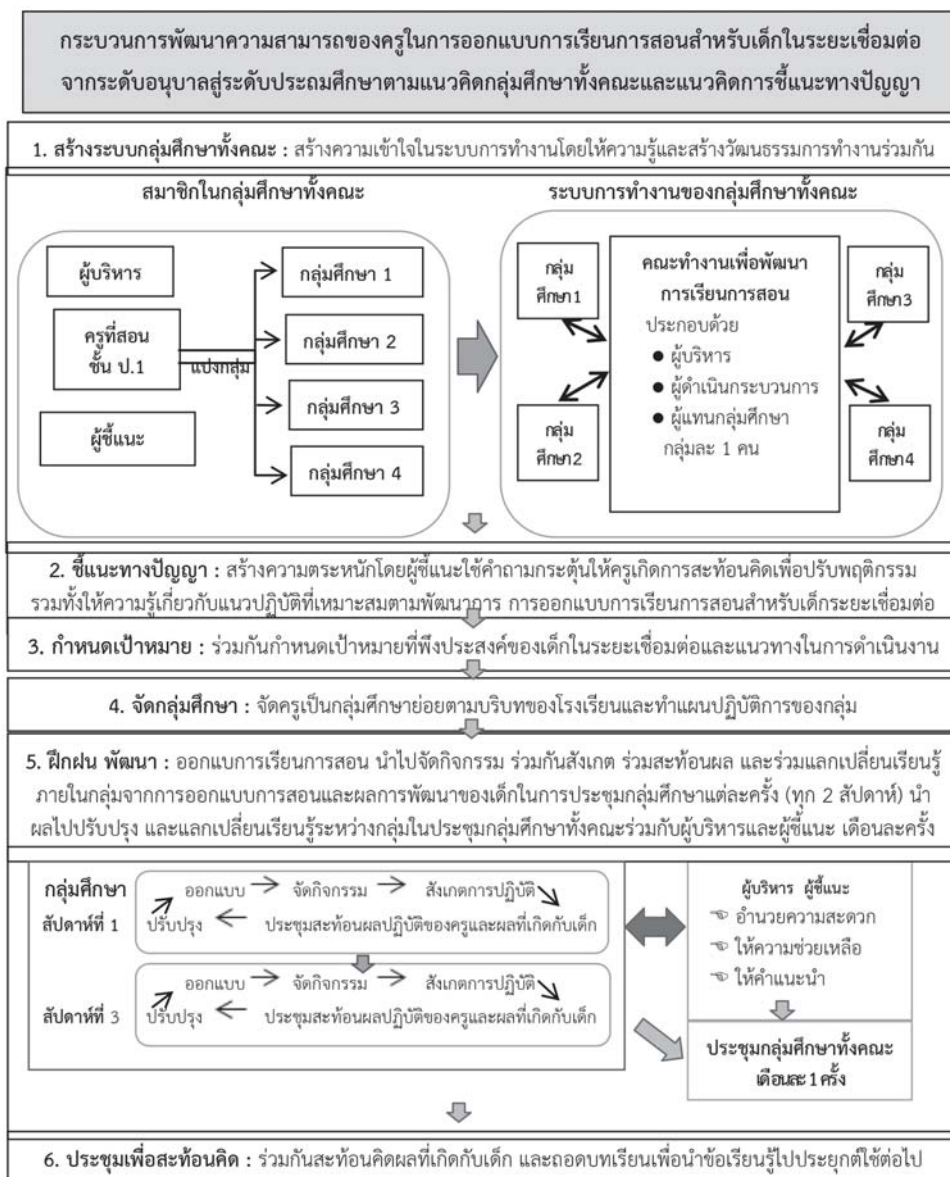 กระบวนการพัฒนาความสามารถของครูในการออกแบบการเรียนการสอนสำหรับเด็กในระยะเชื่อมต่อ
จากระดับอนุบาลสู่ระดับประถมศึกษาตามแนวคิดกลุ่มศึกษาทั้งคณะและแนวคิดการชี้แนะทางปัญญา
1. สร้างระบบกลุ่มศึกษาทั้งคณะ : สร้างความเข้าใจในระบบการทำงานโดยให้ความรู้และสร้างวัฒนธรรมการทำงานร่วมกัน
สมาชิกในกลุ่มศึกษาทั้งคณะ
ผู้บริหาร
ครูที่สอน
ชั้น ป.1
ผู้ชี้แนะ
แบ่งกลุ่ม
กลุ่มศึกษา 1
กลุ่มศึกษา 2
กลุ่มศึกษา 3
กลุ่มศึกษา 4
ระบบการทำงานของกลุ่มศึกษาทั้งคณะ
กลุ่ม
ศึกษา1
กลุ่ม
ศึกษา2
คณะทำงานเพื่อพัฒนา
การเรียนการสอน
ประกอบด้วย
● ผู้บริหาร
● ผู้ดำเนินกระบวนการ
● ผู้แทนกลุ่มศึกษา
กลุ่มละ 1 คน
กลุ่ม
ศึกษา3
กลุ่ม
ศึกษา4
2. ชี้แนะทางปัญญา : สร้างความตระหนักโดยผู้ชี้แนะใช้คำถามกระตุ้นให้ครูเกิดการสะท้อนคิดเพื่อปรับพฤติกรรม
รวมทั้งให้ความรู้เกี่ยวกับแนวปฏิบัติที่เหมาะสมตามพัฒนาการ การออกแบบการเรียนการสอนสำหรับเด็กระยะเชื่อมต่อ
3. กำหนดเป้าหมาย : ร่วมกันกำหนดเป้าหมายที่พึงประสงค์ของเด็กในระยะเชื่อมต่อและแนวทางในการดำเนินงาน
4. จัดกลุ่มศึกษา : จัดครูเป็นกลุ่มศึกษาย่อยตามบริบทของโรงเรียนและทำแผนปฏิบัติการของกลุ่ม
5. ฝึกฝน พัฒนา : ออกแบบการเรียนการสอน นำไปจัดกิจกรรม ร่วมกันสังเกต ร่วมสะท้อนผล และร่วมแลกเปลี่ยนเรียนรู้
ภายในกลุ่มจากการออกแบบการสอนและผลการพัฒนาของเด็กในการประชุมกลุ่มศึกษาแต่ละครั้ง (ทุก 2 สัปดาห์) นำ
ผลไปปรับปรุง และแลกเปลี่ยนเรียนรู้ระหว่างกลุ่มในประชุมกลุ่มศึกษาทั้งคณะร่วมกับผู้บริหารและผู้ชี้แนะ เดือนละครั้ง
กลุ่มศึกษา
สัปดาห์ที่ 1
ออกแบบ จัดกิจกรรม สังเกตการปฏิบัติ
ปรับปรุง ประชุมสะท้อนผลปฏิบัติของครูและผลที่เกิดกับเด็ก
สัปดาห์ที่ 3
ออกแบบ จัดกิจกรรม สังเกตการปฏิบัติ
ปรับปรุง ประชุมสะท้อนผลปฏิบัติของครูและผลที่เกิดกับเด็ก
ผู้บริหาร ผู้ชี้แนะ
อำนวยความสะดวก
ให้ความช่วยเหลือ
ให้คำแนะนำ
ประชุมกลุ่มศึกษาทั้งคณะ
เดือนละ 1 ครั้ง
6. ประชุมเพื่อสะท้อนคิด : ร่วมกันสะท้อนคิดผลที่เกิดกับเด็ก และถอดบทเรียนเพื่อนำข้อเรียนรู้ไปประยุกต์ใช้ต่อไป